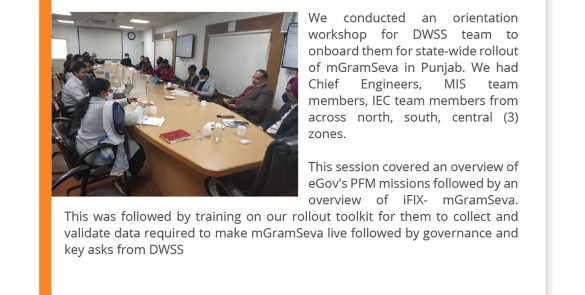 We conducted an orientation
workshop for DWSS team to
onboard them for state-wide rollout
of mGramSeva in Punjab. We had
Chief Engineers, MIS team
members, IEC team members from
across north, south, central (3)
zones.
This session covered an overview of
eGov's PFM missions followed by an
overview of iFIX- mGramSeva.
This was followed by training on our rollout toolkit for them to collect and
validate data required to make mGramSeva live followed by governance and
key asks from DWSS